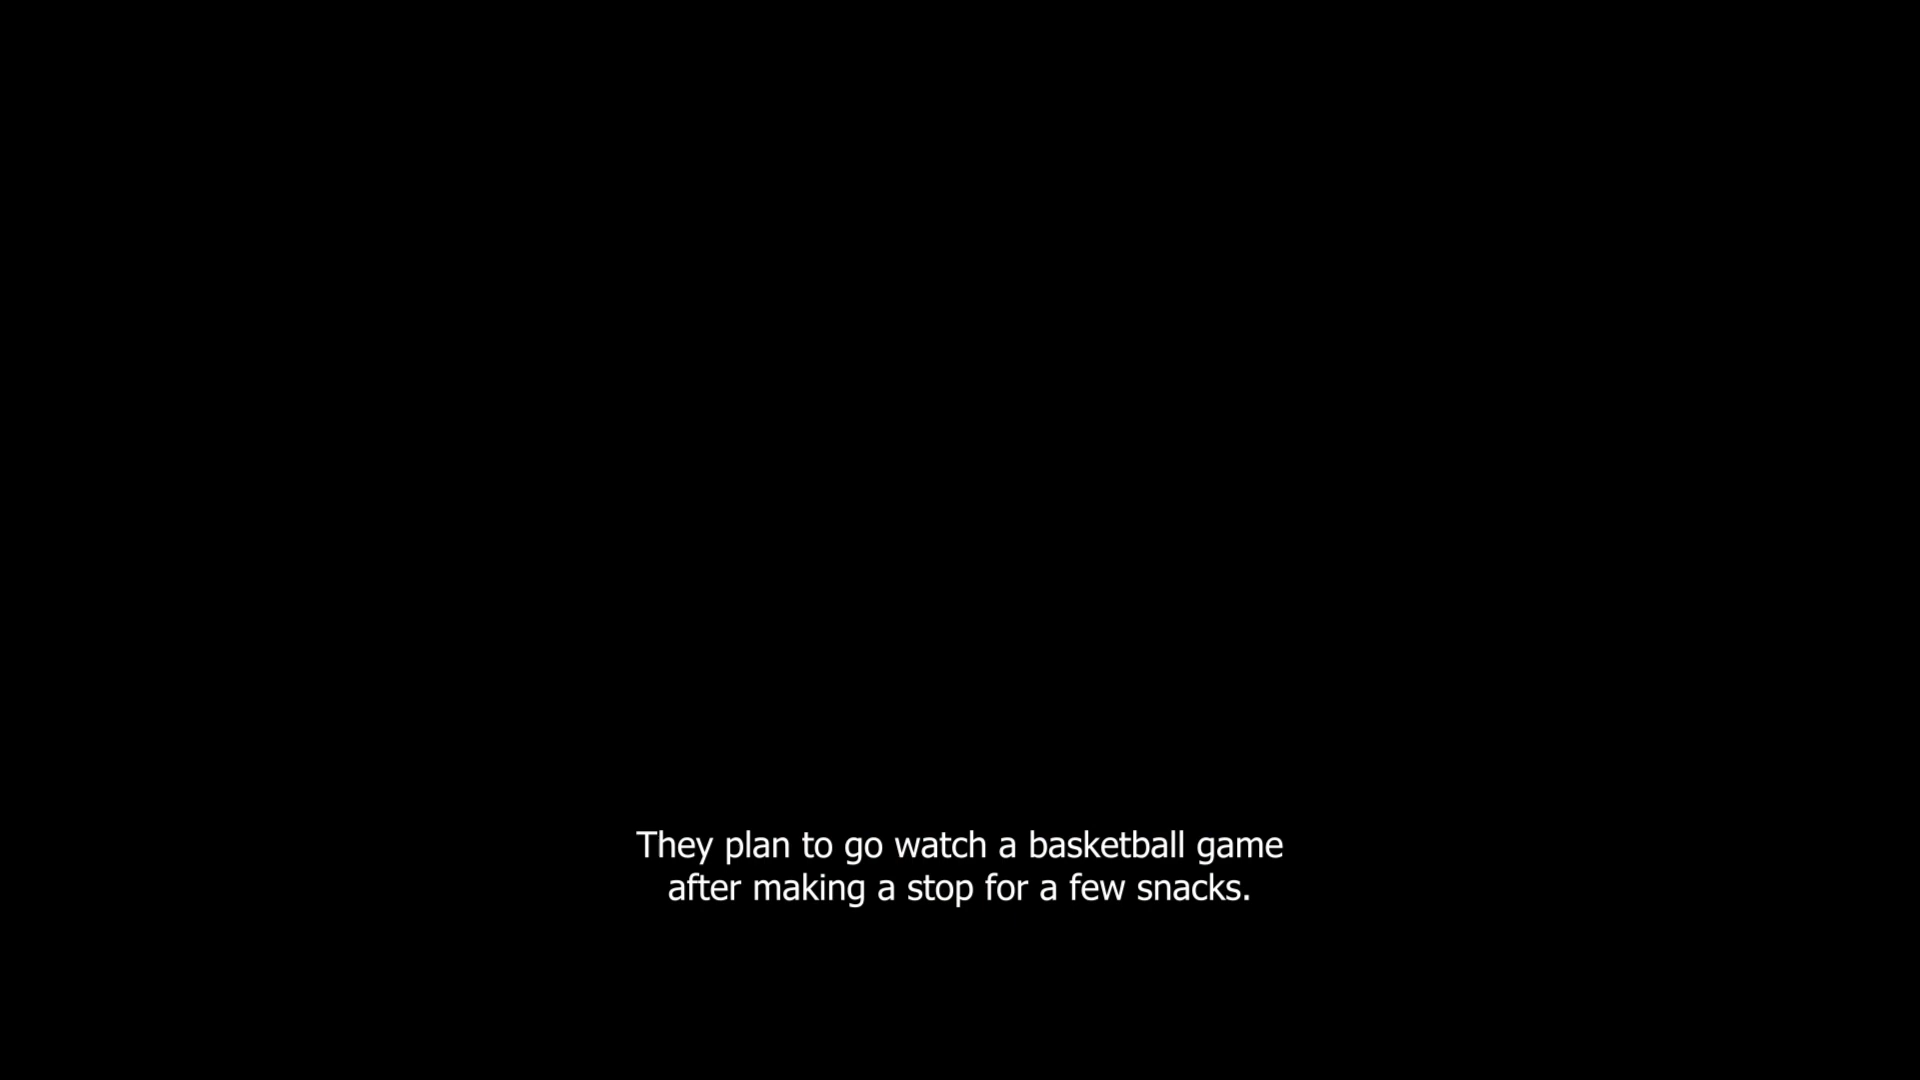 They plan to go watch a basketball game
after making a stop for a few snacks.